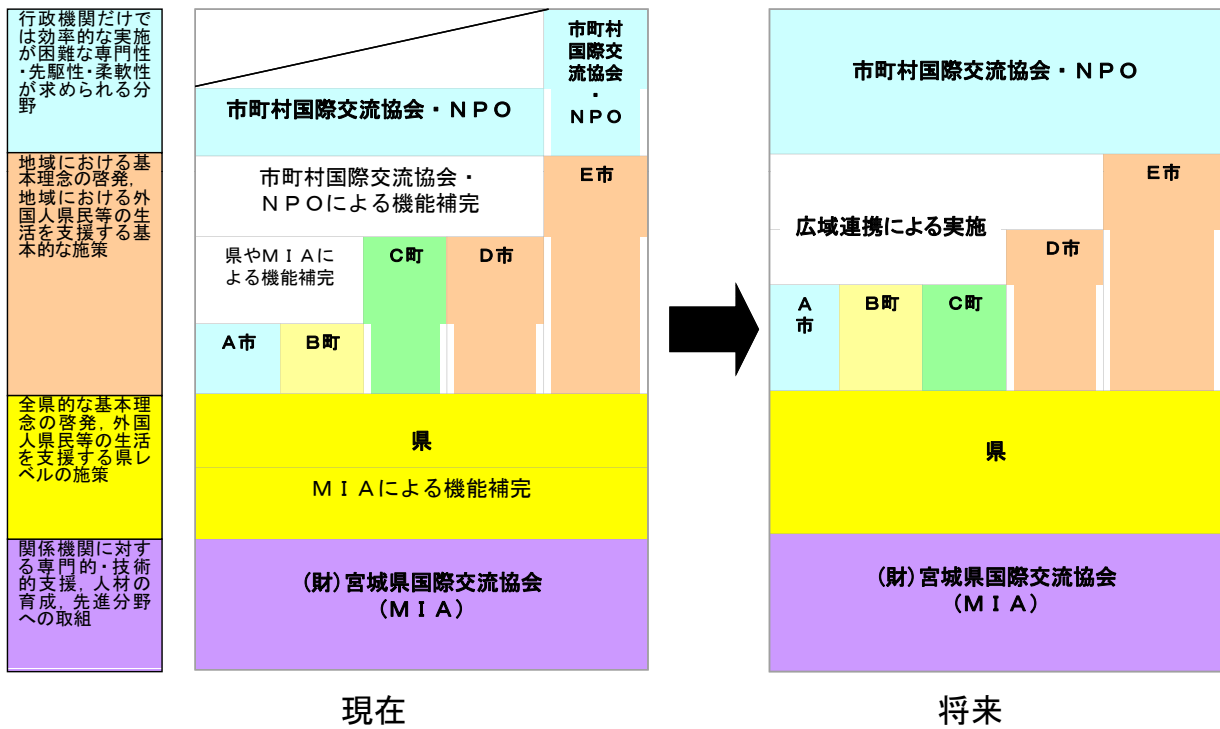 行政機関だけで
は効率的な実施
が困難な専門性
・先駆性・柔軟性
が求められる分
野
地域における基
本理念の啓発,
地域における外
国人県民等の生
活を支援する基
本的な施策
全県的な基本理
念の啓発,外国
人県民等の生活
を支援する県レ
ベルの施策
関係機関に対す
る専門的・技術
的支援,人材の
育成,先進分野
への取組
市町村国際交流協会・ＮＰＯ
市町村
国際交
流協会
・
ＮＰＯ
市町村国際交流協会・
ＮＰＯによる機能補完
E市
県やＭＩＡに
よる機能補完
C町
D市
A市
B町
県
ＭＩＡによる機能補完
(財)宮城県国際交流協会
(ＭＩＡ)
現在
市町村国際交流協会・ＮＰＯ
E市
広域連携による実施
D市
A
市
B町
C町
県
(財)宮城県国際交流協会
(ＭＩＡ)
将来